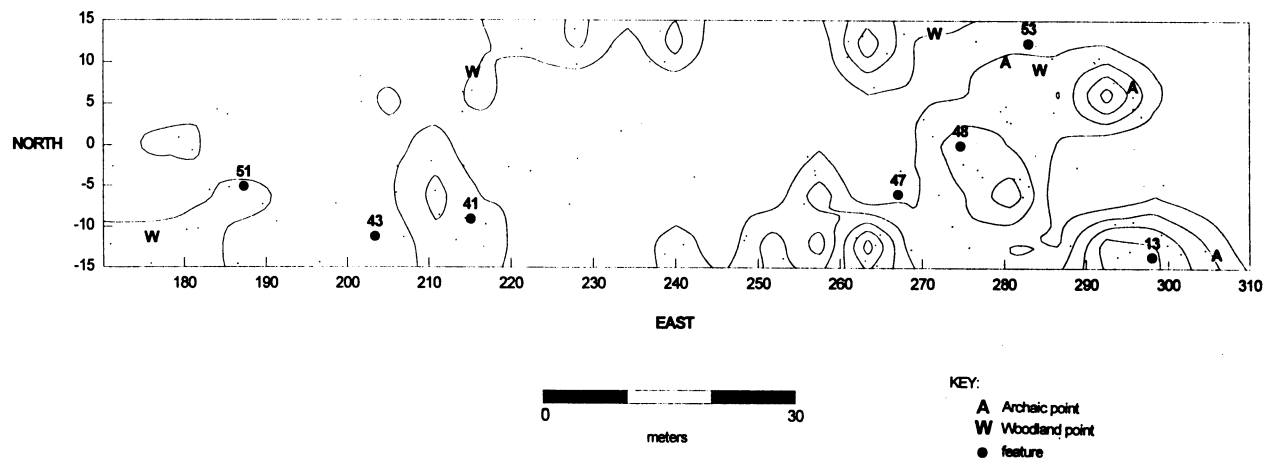 15
W
53
10
W
A
W
A
5
NORTH
0
48
51
47
-5
43
41
-10
W
13
A
-15
180 190 200 210 220 230 240 250 260 270 280 290 300 310
EAST
KEY:
0 30
A Archaic point
meters
W Woodland point
● feature